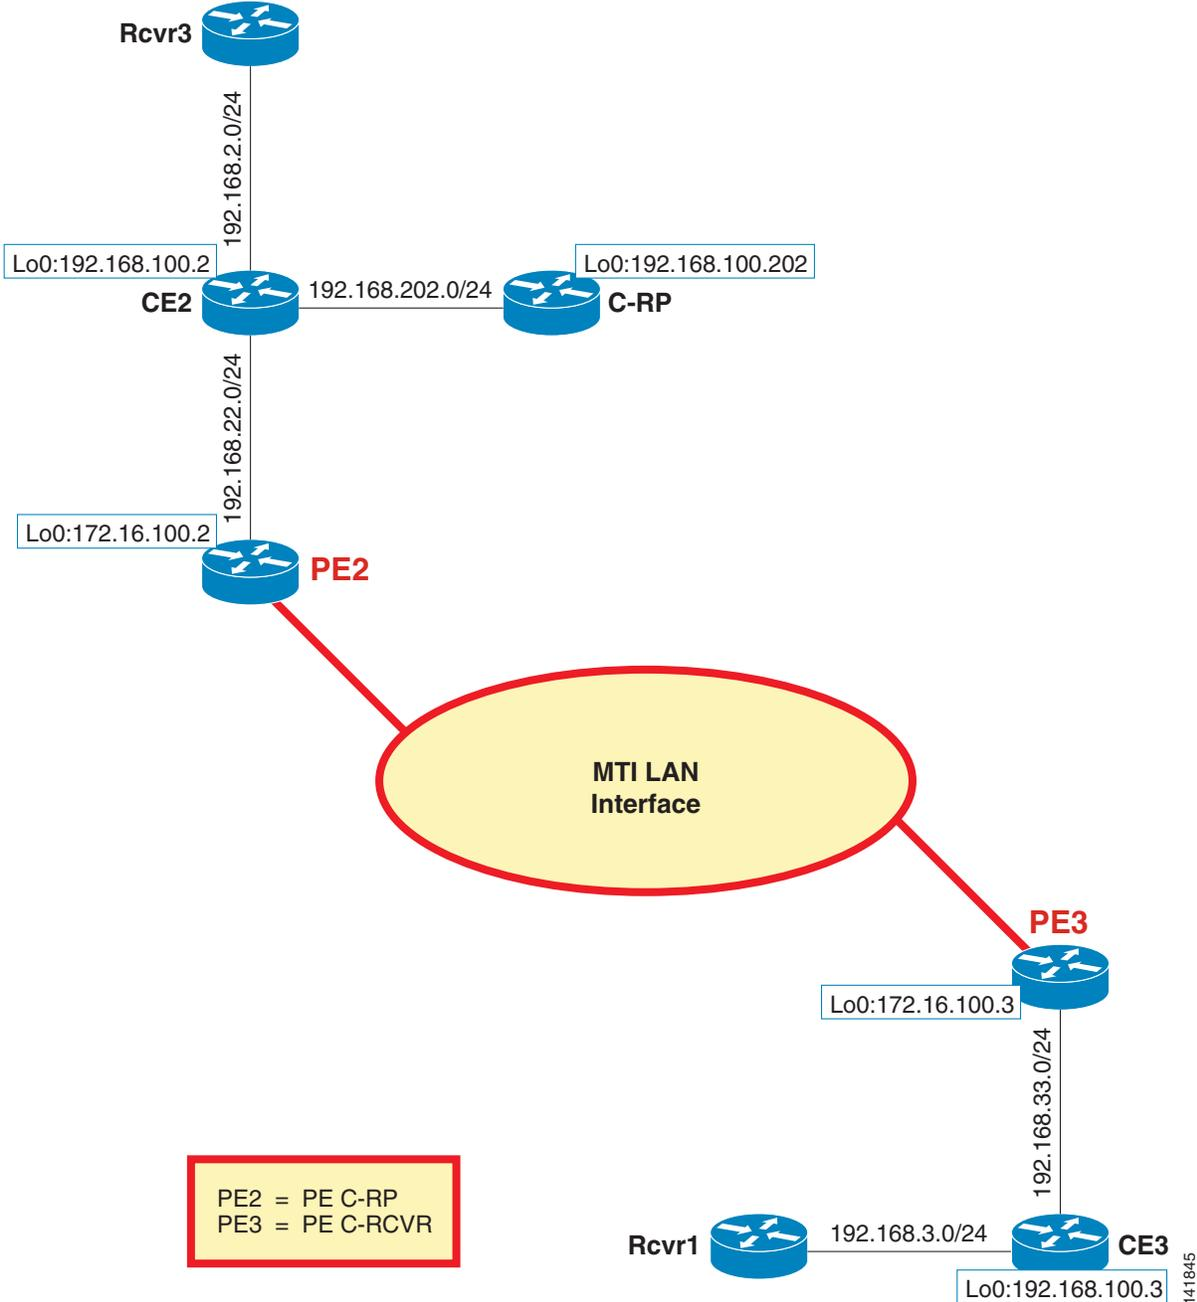 Rcvr3
192.168.2.0/24
Lo0:192.168.100.2
Lo0:192.168.100.202
CE2
192.168.202.0/24
C-RP
192.168.22.0/24
Lo0:172.16.100.2
PE2
MTI LAN
Interface
PE3
Lo0:172.16.100.3
192.168.33.0/24
PE2 = PE C-RP
PE3 = PE C-RCVR
Rcvr1
192.168.3.0/24
CE3
Lo0:192.168.100.3
141845